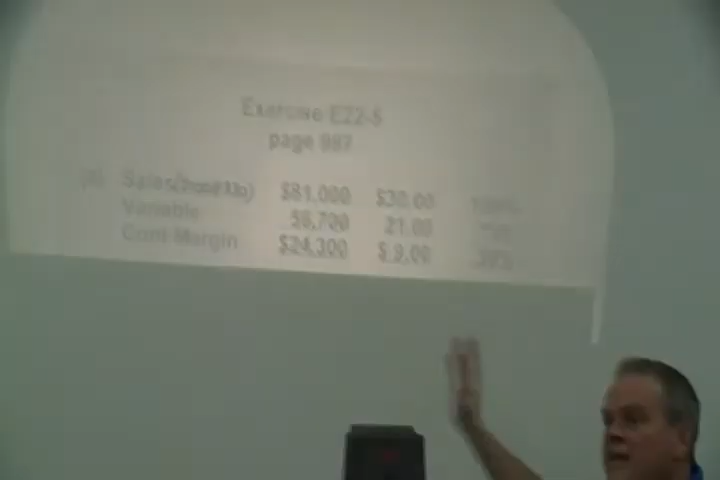 Exercise E22-5
page 997
(a) Sales $81,000 $30.00
Variable 56,700 21.00
Cont Margin $24,300 $ 9.00